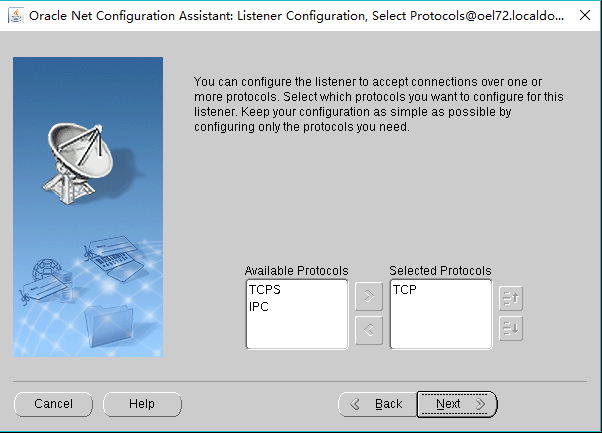 Oracle Net Configuration Assistant: Listener Configuration, Select Protocols@oel72.localdo...
You can configure the listener to accept connections over one or
more protocols. Select which protocols you want to configure for this
listener. Keep your configuration as simple as possible by
configuring only the protocols you need.
Available Protocols
Selected Protocols
TCPS
IPC
TCP
Cancel
Help
Back
Next